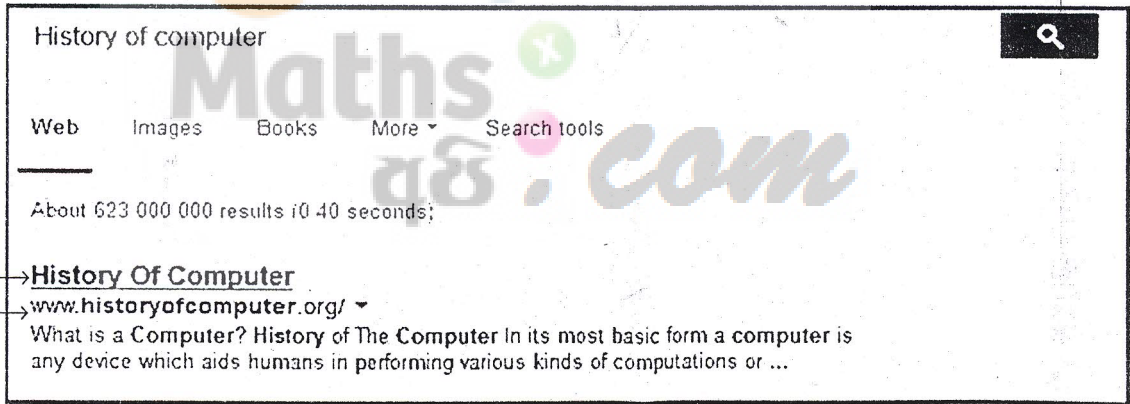 History of computer
Maths
Web Images Books More Search tools
අපි .com
About 623 000 000 results (0.40 seconds)
History Of Computer
www.historyofcomputer.org/
What is a Computer? History of The Computer In its most basic form a computer is
any device which aids humans in performing various kinds of computations or ...